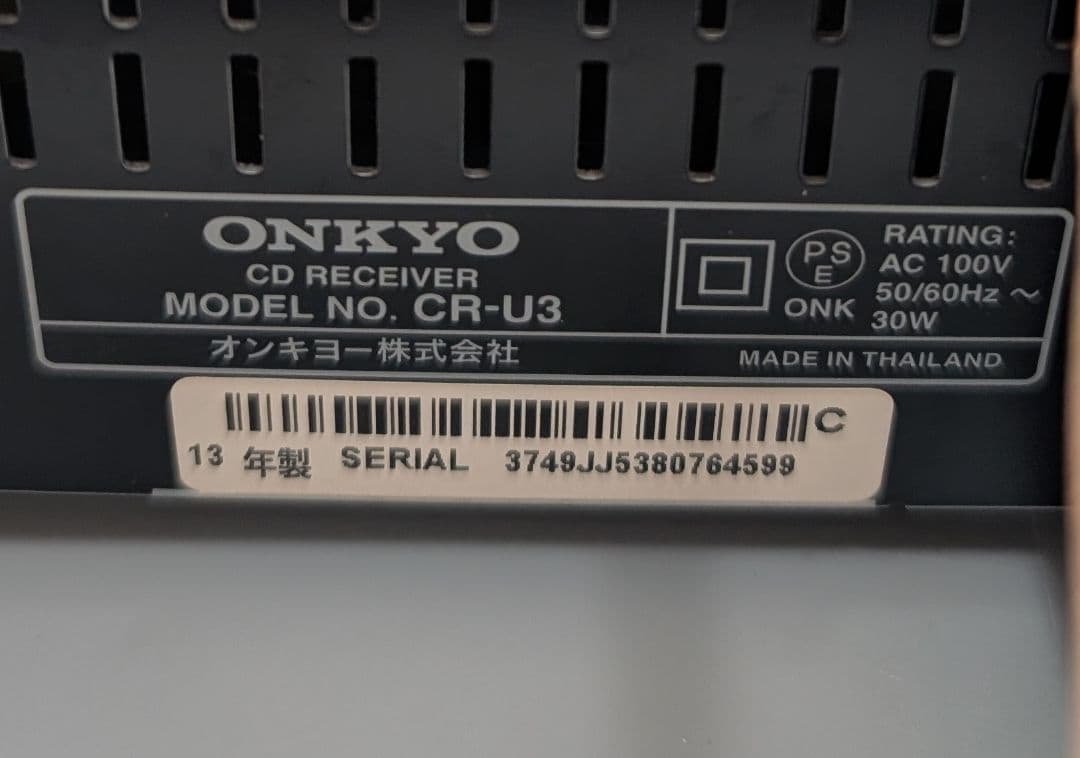 ONKYO
CD RECEIVER
MODEL NO. CR-U3
オンキヨー株式会社
PS
E
ONK
RATING:
AC 100V
50/60Hz ～
30W
MADE IN THAILAND
C
13 年製 SERIAL 3749JJ5380764599